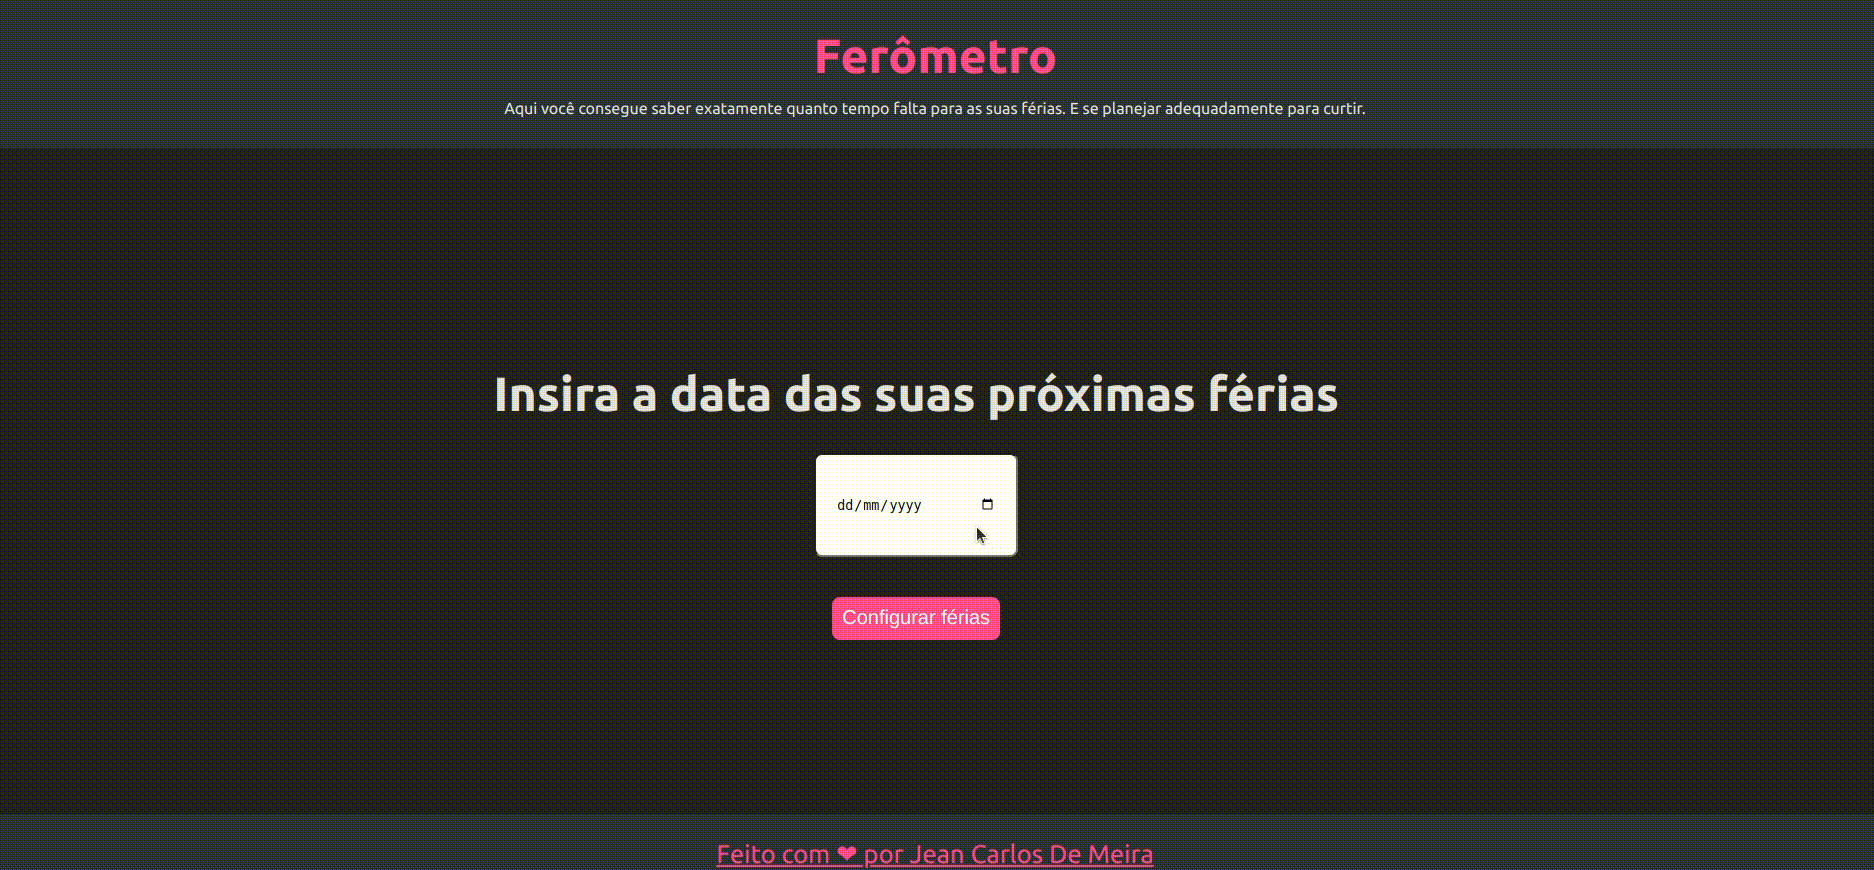 Ferômetro
Aqui você consegue saber exatamente quanto tempo falta para as suas férias. E se planejar adequadamente para curtir.
Insira a data das suas próximas férias
dd/mm/yyyy
Configurar férias
Feito com ❤ por Jean Carlos De Meira